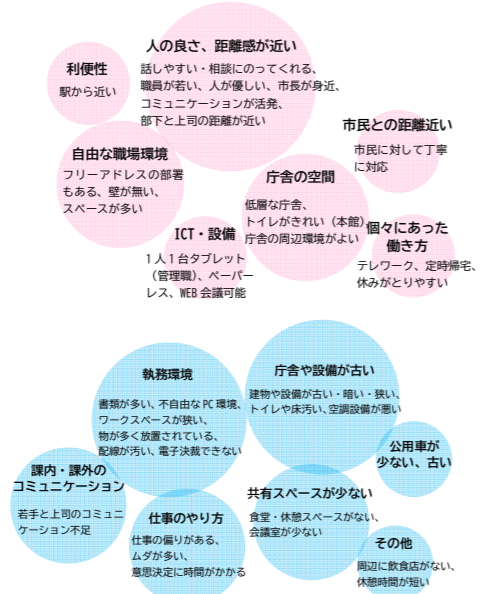 人の良さ、距離感が近い
話しやすい・相談にのってくれる、
職員が若い、人が優しい、市長が身近、
コミュニケーションが活発、
部下と上司の距離が近い
利便性
駅から近い
市民との距離近い
市民に対して丁寧
に対応
自由な職場環境
フリーアドレスの部署
もある、壁が無い、
スペースが多い
庁舎の空間
低層な庁舎、
トイレがきれい（本館）
庁舎の周辺環境がよい
ICT・設備
1人1台タブレット
（管理職）、ペーパー
レス、WEB会議可能
個々にあった
働き方
テレワーク、定時帰宅、
休みがとりやすい
執務環境
書類が多い、不自由なPC環境、
ワークスペースが狭い、
物が多く放置されている、
配線が汚い、電子決裁できない
庁舎や設備が古い
建物や設備が古い・暗い・狭い、
トイレや床汚い、空調設備が悪い
公用車が
少ない、古い
課内・課外の
コミュニケーション
若手と上司のコミュニ
ケーション不足
仕事のやり方
仕事の偏りがある、
ムダが多い、
意思決定に時間がかかる
共有スペースが少ない
食堂・休憩スペースがない、
会議室が少ない
その他
周辺に飲食店がない、
休憩時間が短い